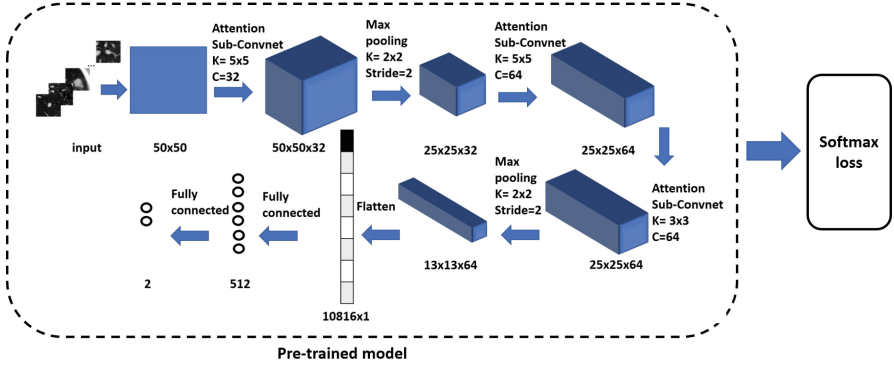 Attention
Sub-Convnet
K= 5x5
C=32
Max
pooling
K= 2x2
Stride=2
Attention
Sub-Convnet
K= 5x5
C=64
...
input
50x50
50x50x32
25x25x32
25x25x64
Softmax
loss
Attention
Sub-Convnet
K= 3x3
C=64
Max
pooling
K= 2x2
Stride=2
Flatten
Fully
connected
Fully
connected
25x25x64
13x13x64
10816x1
512
2
Pre-trained model